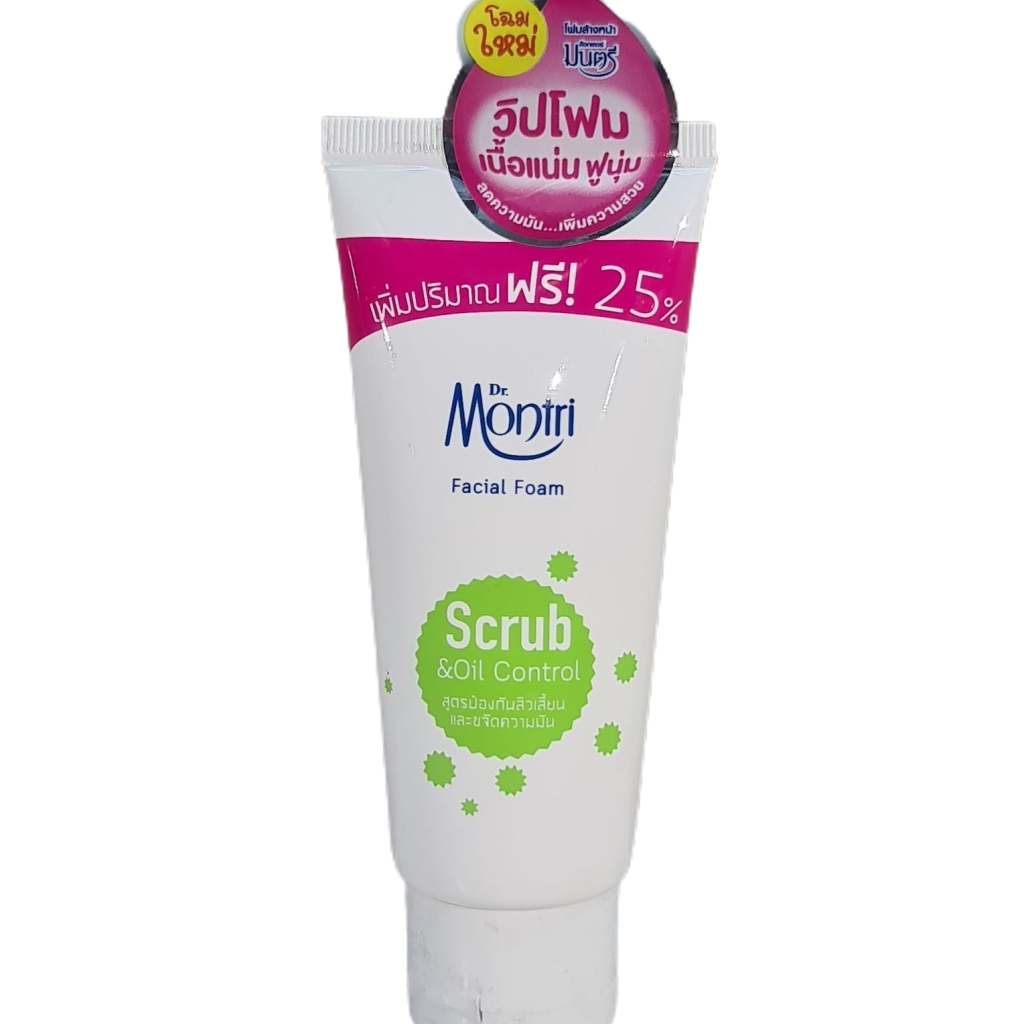 โฉม
ใหม่
โฟมล้างหน้า
ด๊อกเตอร์
มนตรี
วิปโฟม
เนื้อแน่น ฟูนุ่ม
ลดความมัน...เพิ่มความสวย
เพิ่มปริมาณ ฟรี! 25%
Dr.
Montri
Facial Foam
Scrub
&Oil Control
สูตรป้องกันสิวเสี้ยน
และขจัดความมัน